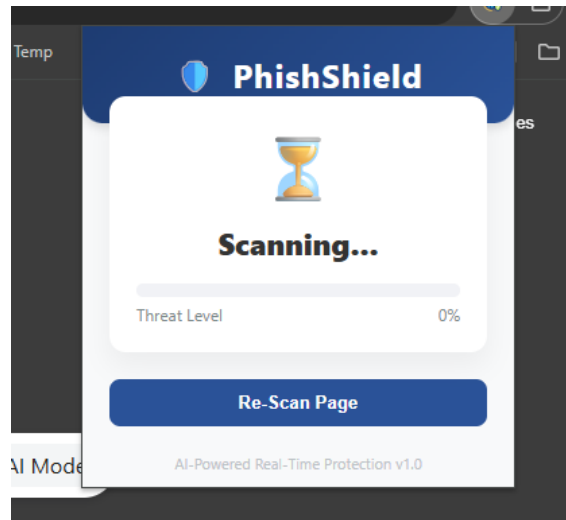 Temp
PhishShield
es
Scanning...
Threat Level 0%
Re-Scan Page
AI Mode
AI-Powered Real-Time Protection v1.0